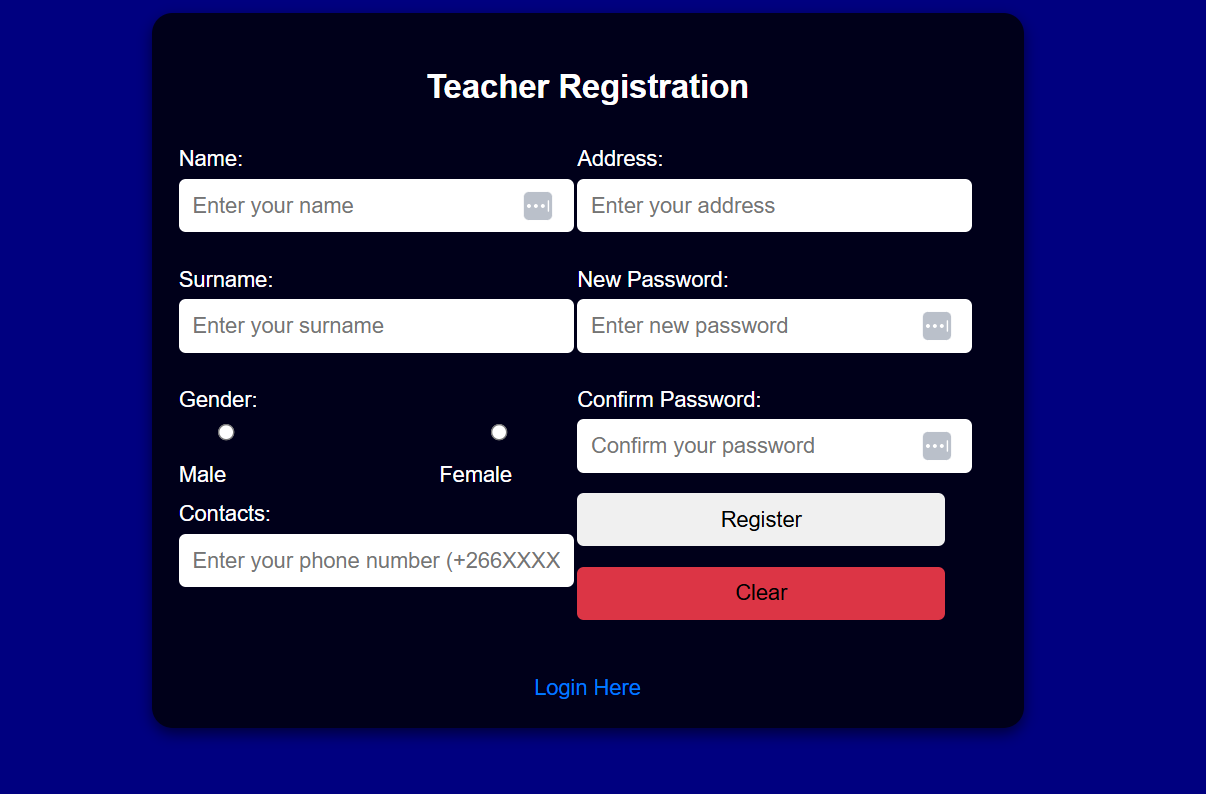 Teacher Registration
Name:
Enter your name
Surname:
Enter your surname
Gender:
Male Female
Contacts:
Enter your phone number (+266XXXX
Address:
Enter your address
New Password:
Enter new password
Confirm Password:
Confirm your password
Register
Clear
Login Here